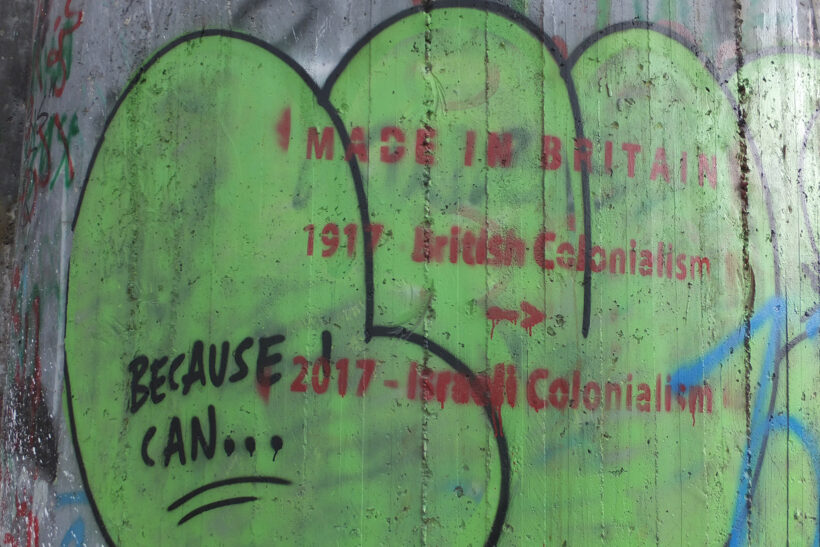 MADE IN BRITAIN
1917 British Colonialism
->
2017 - Israeli Colonialism
BECAUSE I
CAN...